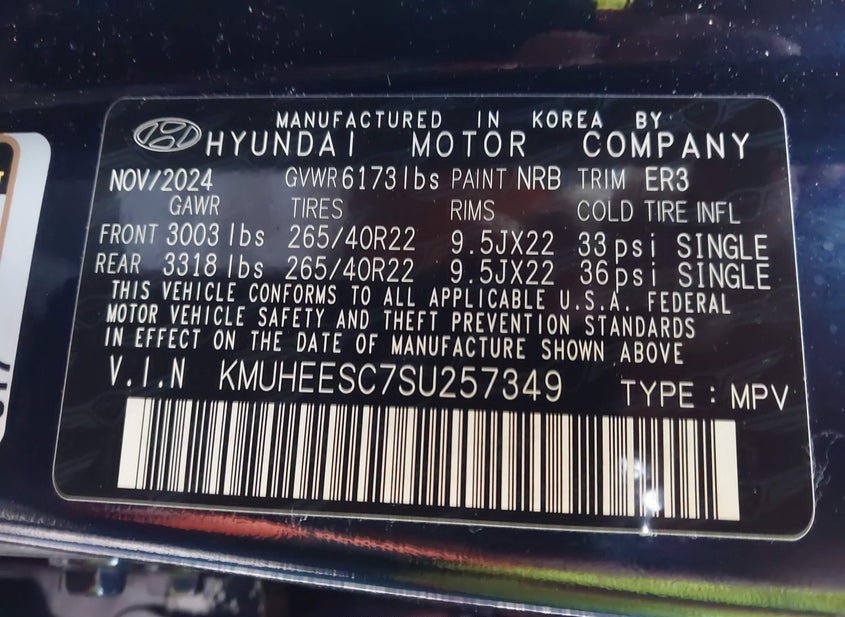 MANUFACTURED IN KOREA BY
HYUNDAI MOTOR COMPANY
NOV/2024 GVWR 6173 lbs PAINT NRB TRIM ER3
GAWR TIRES RIMS COLD TIRE INFL
FRONT 3003 lbs 265/40R22 9.5JX22 33 psi SINGLE
REAR 3318 lbs 265/40R22 9.5JX22 36 psi SINGLE
THIS VEHICLE CONFORMS TO ALL APPLICABLE U.S.A. FEDERAL
MOTOR VEHICLE SAFETY AND THEFT PREVENTION STANDARDS
IN EFFECT ON THE DATE OF MANUFACTURE SHOWN ABOVE
V.I.N KMUHEESC7SU257349 TYPE : MPV